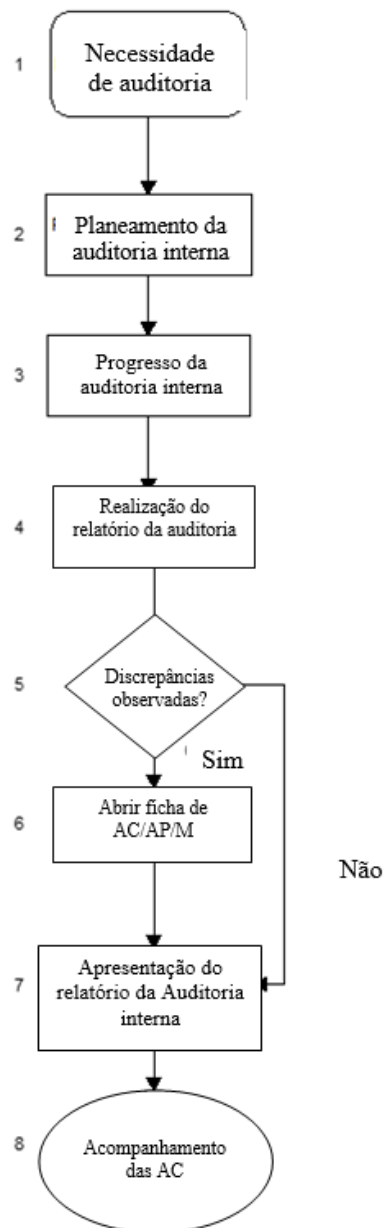 1
Necessidade
de auditoria
2
Planeamento da
auditoria interna
3
Progresso da
auditoria interna
4
Realização do
relatório da auditoria
5
Discrepâncias
observadas?
Sim
6
Abrir ficha de
AC/AP/M
Não
7
Apresentação do
relatório da Auditoria
interna
8
Acompanhamento
das AC